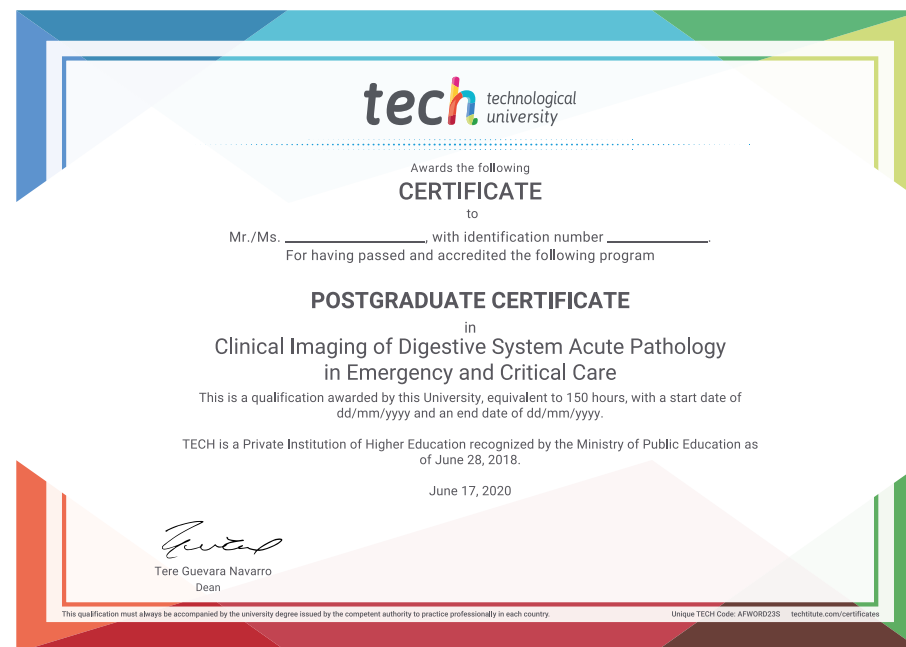 tech technological
university
Awards the following
CERTIFICATE
to
Mr./Ms. ____________________, with identification number ______________.
For having passed and accredited the following program
POSTGRADUATE CERTIFICATE
in
Clinical Imaging of Digestive System Acute Pathology
in Emergency and Critical Care
This is a qualification awarded by this University, equivalent to 150 hours, with a start date of
dd/mm/yyyy and an end date of dd/mm/yyyy.
TECH is a Private Institution of Higher Education recognized by the Ministry of Public Education as
of June 28, 2018.
June 17, 2020
Tere Guevara Navarro
Dean
This qualification must always be accompanied by the university degree issued by the competent authority to practice professionally in each country. Unique TECH Code: AFWORD23S techtitute.com/certificates